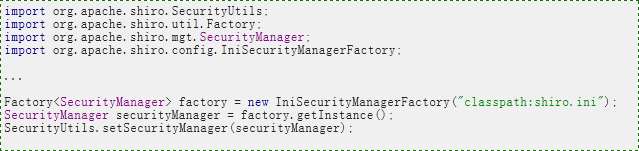 import org.apache.shiro.SecurityUtils;
import org.apache.shiro.util.Factory;
import org.apache.shiro.mgt.SecurityManager;
import org.apache.shiro.config.IniSecurityManagerFactory;
...
Factory<SecurityManager> factory = new IniSecurityManagerFactory("classpath:shiro.ini");
SecurityManager securityManager = factory.getInstance();
SecurityUtils.setSecurityManager(securityManager);